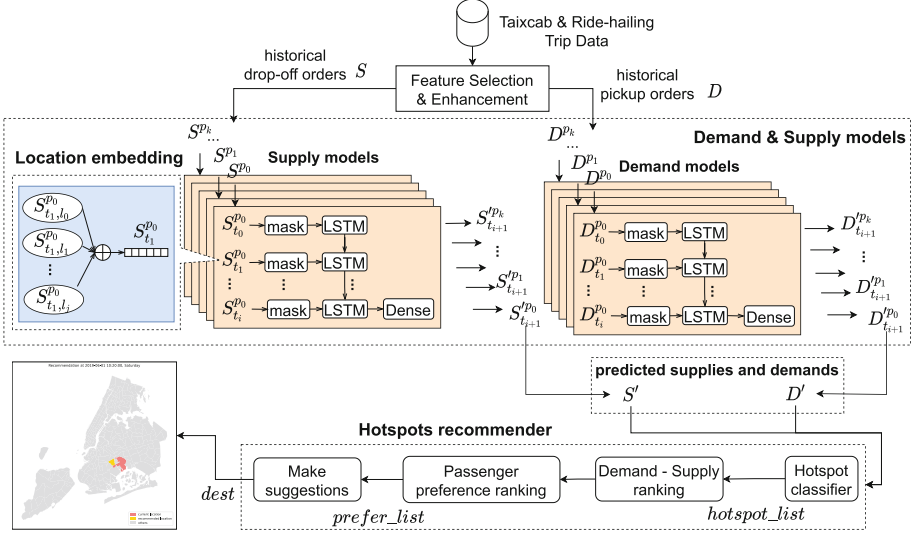 Taixcab & Ride-hailing
Trip Data
historical
drop-off orders S
Feature Selection
& Enhancement
historical
pickup orders D
Demand & Supply models
Location embedding
S^{p_k}
...
S^{p_1}
S^{p_0}
Supply models
D^{p_k}
...
D^{p_1}
D^{p_0}
Demand models
S^{p_0}_{t_1,l_0}
S^{p_0}_{t_1,l_1}
⋮
S^{p_0}_{t_1,l_j}
S^{p_0}_{t_1}
S^{p_0}_{t_0} mask LSTM
S^{p_0}_{t_1} mask LSTM
⋮ ⋮ ⋮
S^{p_0}_{t_i} mask LSTM Dense
S'^{p_k}_{t_{i+1}}
⋮
S'^{p_1}_{t_{i+1}}
S'^{p_0}_{t_{i+1}}
D^{p_0}_{t_0} mask LSTM
D^{p_0}_{t_1} mask LSTM
⋮ ⋮ ⋮
D^{p_0}_{t_i} mask LSTM Dense
D'^{p_k}_{t_{i+1}}
⋮
D'^{p_1}_{t_{i+1}}
D'^{p_0}_{t_{i+1}}
predicted supplies and demands
S' D'
Hotspots recommender
Make
suggestions
Passenger
preference ranking
Demand - Supply
ranking
Hotspot
classifier
dest
prefer_list
hotspot_list
recommended location
others